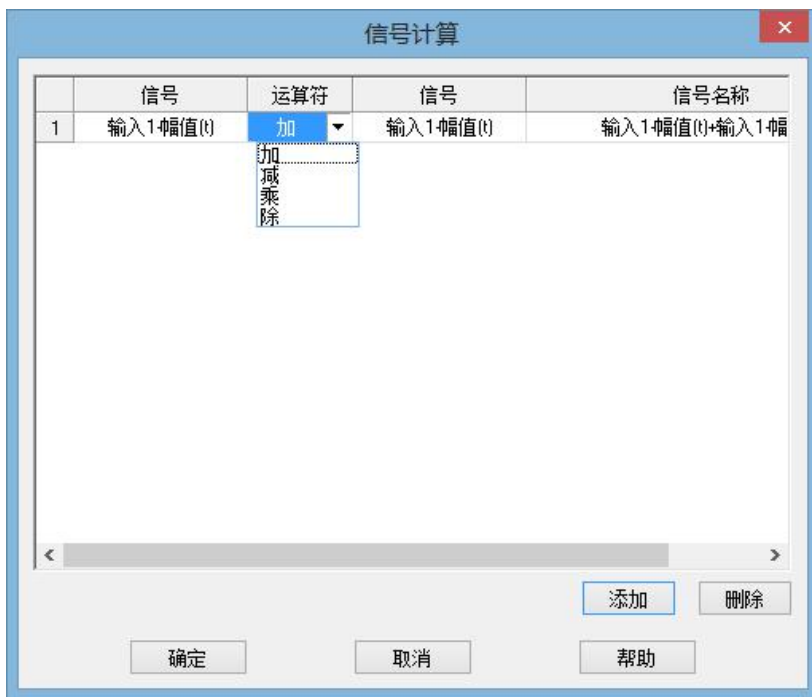 信号计算
信号 运算符 信号 信号名称
1 输入1-幅值(t) 加 输入1-幅值(t) 输入1-幅值(t)+输入1-幅
加
减
乘
除
添加 删除
确定 取消 帮助